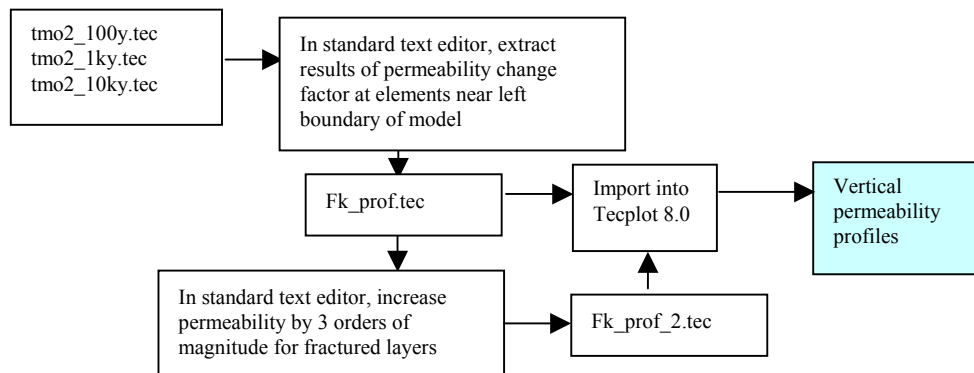 tmo2_100y.tec
tmo2_1ky.tec
tmo2_10ky.tec
In standard text editor, extract
results of permeability change
factor at elements near left
boundary of model
Fk_prof.tec
Import into
Tecplot 8.0
Vertical
permeability
profiles
In standard text editor, increase
permeability by 3 orders of
magnitude for fractured layers
Fk_prof_2.tec